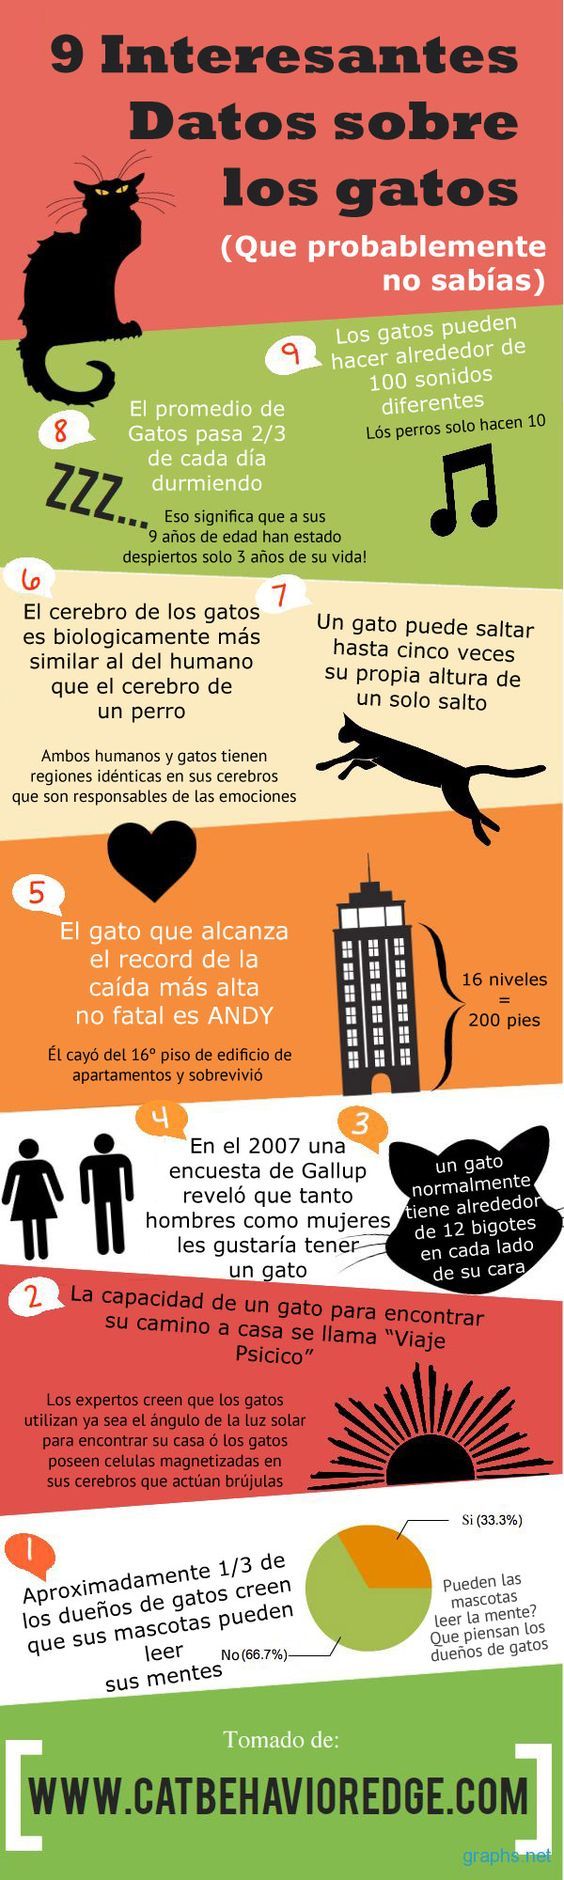 9 Interesantes
Datos sobre
los gatos
(Que probablemente
no sabías)
9
Los gatos pueden
hacer alrededor de
100 sonidos
diferentes
Lós perros solo hacen 10
8
El promedio de
Gatos pasa 2/3
de cada día
durmiendo
ZZZ...
Eso significa que a sus
9 años de edad han estado
despiertos solo 3 años de su vida!
6
El cerebro de los gatos
es biologicamente más
similar al del humano
que el cerebro de
un perro
Ambos humanos y gatos tienen
regiones idénticas en sus cerebros
que son responsables de las emociones
7
Un gato puede saltar
hasta cinco veces
su propia altura de
un solo salto
5
El gato que alcanza
el record de la
caída más alta
no fatal es ANDY
Él cayó del 16º piso de edificio de
apartamentos y sobrevivió
16 niveles
=
200 pies
4
En el 2007 una
encuesta de Gallup
reveló que tanto
hombres como mujeres
les gustaría tener
un gato
3
un gato
normalmente
tiene alrededor
de 12 bigotes
en cada lado
de su cara
2
La capacidad de un gato para encontrar
su camino a casa se llama “Viaje
Psicico”
Los expertos creen que los gatos
utilizan ya sea el ángulo de la luz solar
para encontrar su casa ó los gatos
poseen celulas magnetizadas en
sus cerebros que actúan brújulas
1
Aproximadamente 1/3 de
los dueños de gatos creen
que sus mascotas pueden
leer
sus mentes
Si (33.3%)
No (66.7%)
Pueden las
mascotas
leer la mente?
Que piensan los
dueños de gatos
Tomado de:
[WWW.CATBEHAVIOREDGE.COM]
graphs.net